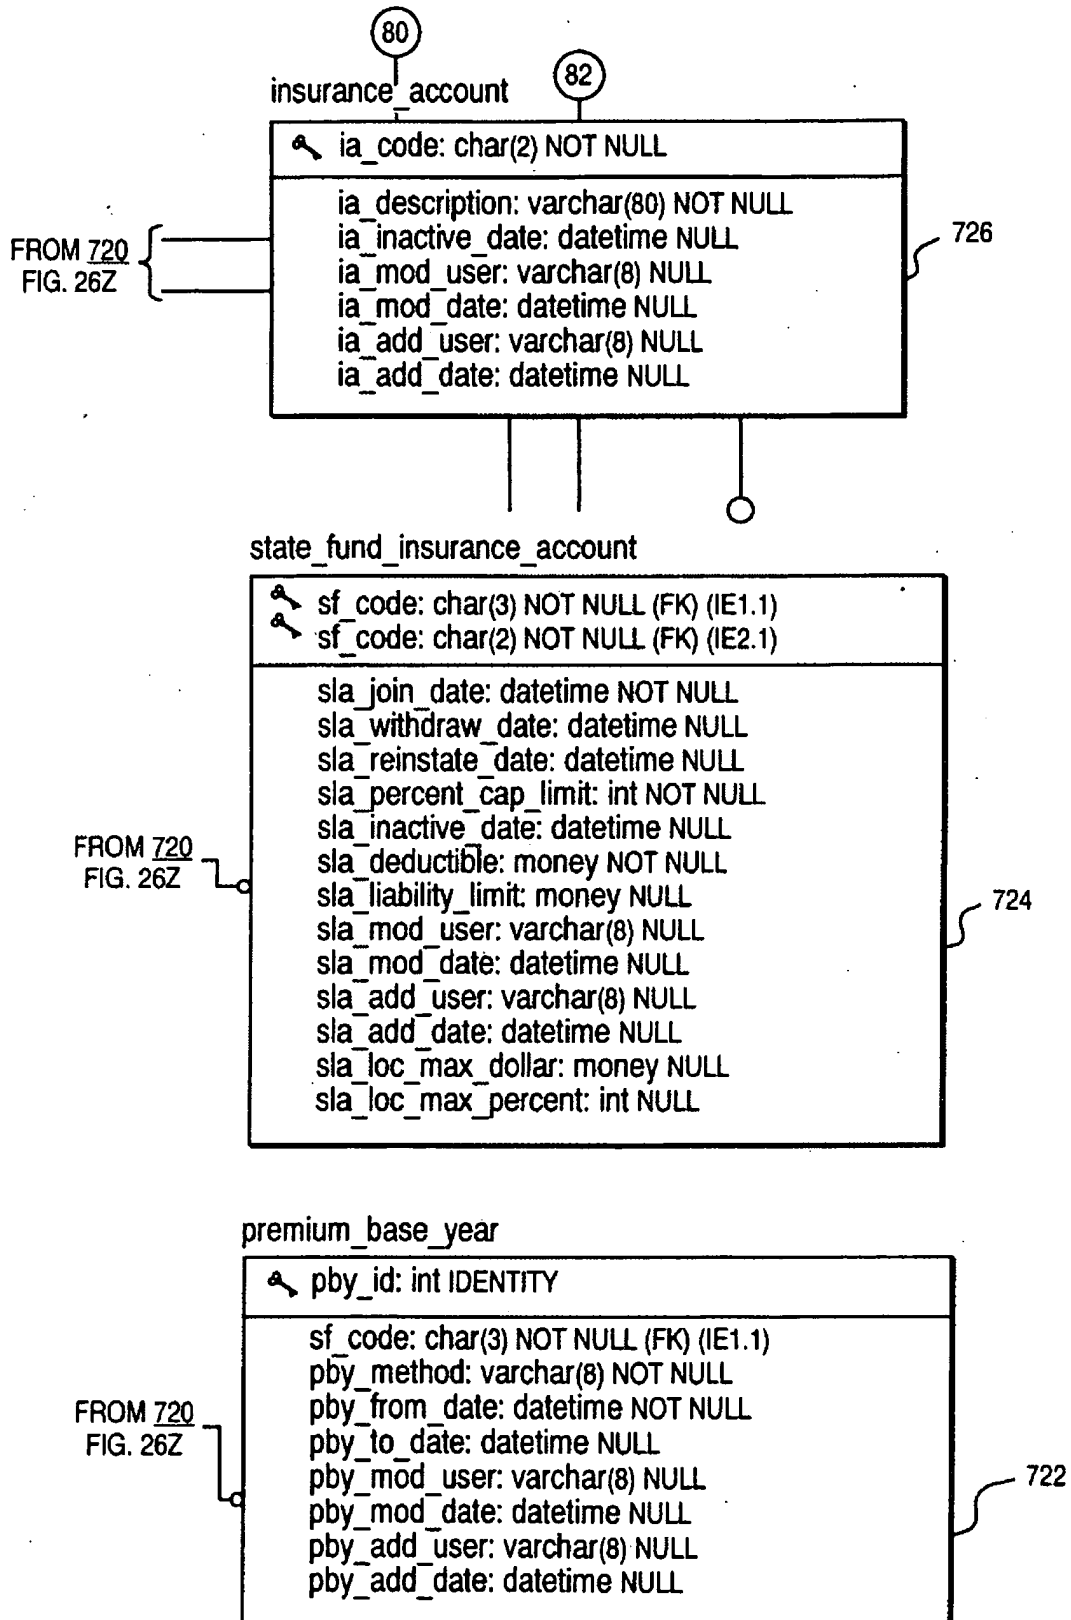 80
82
insurance_account
ia_code: char(2) NOT NULL
ia_description: varchar(80) NOT NULL
ia_inactive_date: datetime NULL
ia_mod_user: varchar(8) NULL
ia_mod_date: datetime NULL
ia_add_user: varchar(8) NULL
ia_add_date: datetime NULL
FROM 720
FIG. 26Z
726
state_fund_insurance_account
sf_code: char(3) NOT NULL (FK) (IE1.1)
sf_code: char(2) NOT NULL (FK) (IE2.1)
sla_join_date: datetime NOT NULL
sla_withdraw_date: datetime NULL
sla_reinstate_date: datetime NULL
sla_percent_cap_limit: int NOT NULL
sla_inactive_date: datetime NULL
sla_deductible: money NOT NULL
sla_liability_limit: money NULL
sla_mod_user: varchar(8) NULL
sla_mod_date: datetime NULL
sla_add_user: varchar(8) NULL
sla_add_date: datetime NULL
sla_loc_max_dollar: money NULL
sla_loc_max_percent: int NULL
FROM 720
FIG. 26Z
724
premium_base_year
pby_id: int IDENTITY
sf_code: char(3) NOT NULL (FK) (IE1.1)
pby_method: varchar(8) NOT NULL
pby_from_date: datetime NOT NULL
pby_to_date: datetime NULL
pby_mod_user: varchar(8) NULL
pby_mod_date: datetime NULL
pby_add_user: varchar(8) NULL
pby_add_date: datetime NULL
FROM 720
FIG. 26Z
722